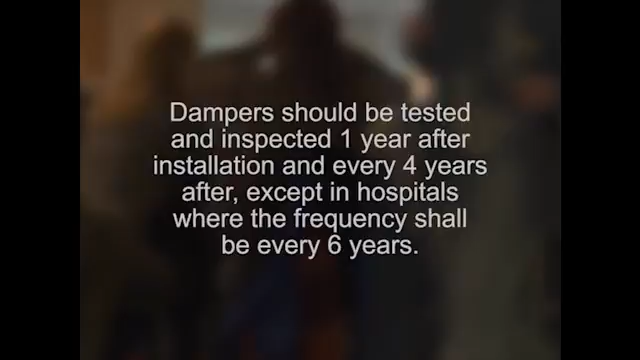 Dampers should be tested
and inspected 1 year after
installation and every 4 years
after, except in hospitals
where the frequency shall
be every 6 years.